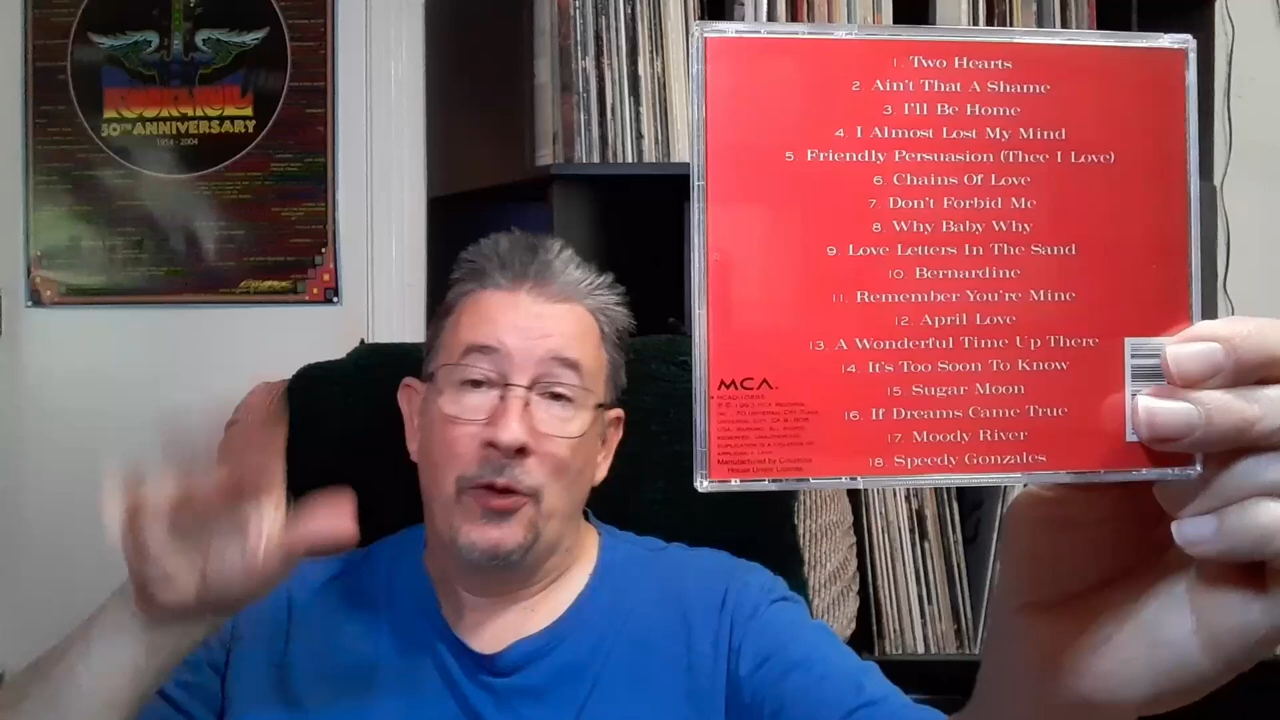 50TH ANNIVERSARY
1954 - 2004
1. Two Hearts
2. Ain't That A Shame
3. I'll Be Home
4. I Almost Lost My Mind
5. Friendly Persuasion (Thee I Love)
6. Chains Of Love
7. Don't Forbid Me
8. Why Baby Why
9. Love Letters In The Sand
10. Bernardine
11. Remember You're Mine
12. April Love
13. A Wonderful Time Up There
14. It's Too Soon To Know
15. Sugar Moon
16. If Dreams Came True
17. Moody River
18. Speedy Gonzales
MCA.
Manufactured by Columbia
House Under License.